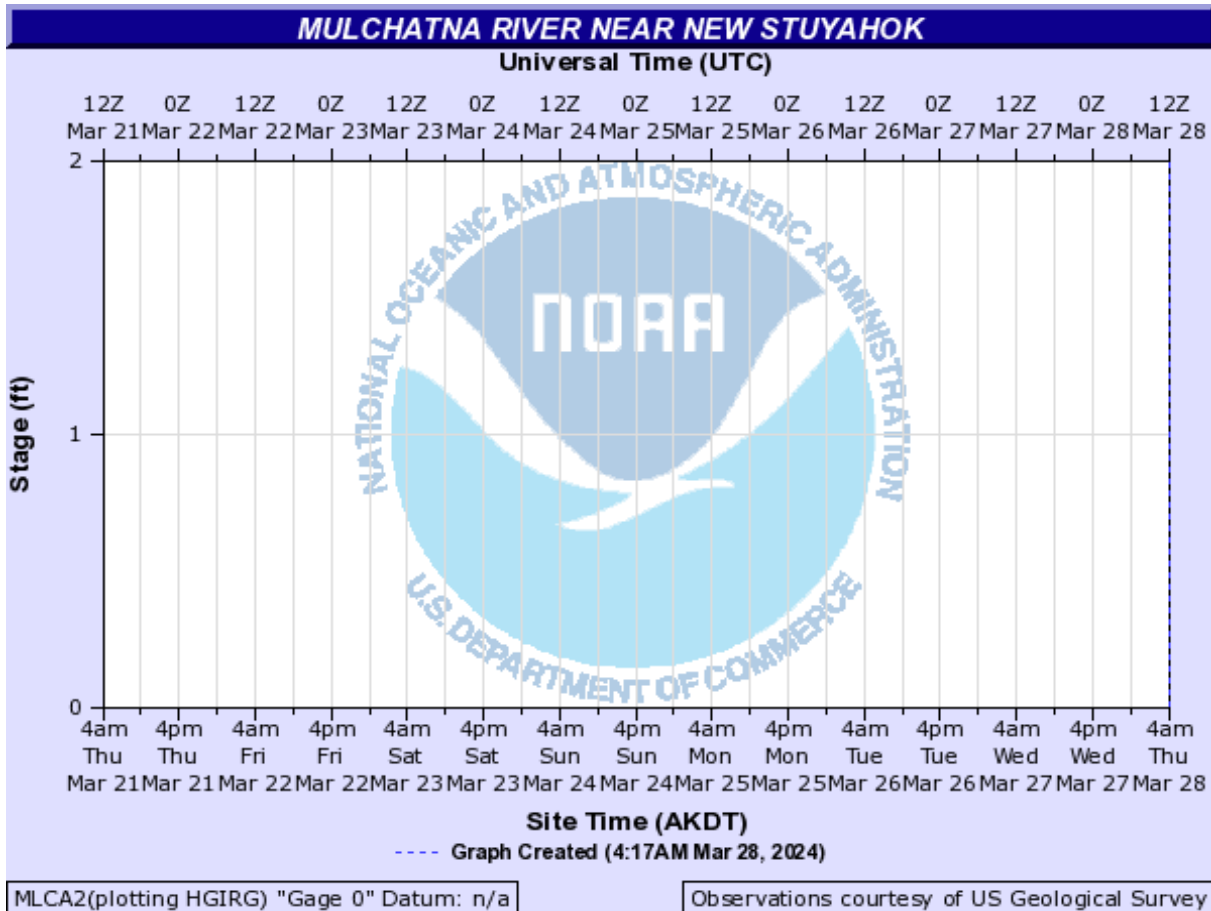 MULCHATNA RIVER NEAR NEW STUYAHOK
Universal Time (UTC)
12Z 0Z 12Z 0Z 12Z 0Z 12Z 0Z 12Z 0Z 12Z 0Z 12Z 0Z 12Z
Mar 21 Mar 22 Mar 22 Mar 23 Mar 23 Mar 24 Mar 24 Mar 25 Mar 25 Mar 26 Mar 26 Mar 27 Mar 27 Mar 28 Mar 28
2
NATIONAL OCEANIC AND ATMOSPHERIC ADMINISTRATION
NOAA
Stage (ft)
1
U.S. DEPARTMENT OF COMMERCE
0
4am 4pm 4am 4pm 4am 4pm 4am 4pm 4am 4pm 4am 4pm 4am 4pm 4am
Thu Thu Fri Fri Sat Sat Sun Sun Mon Mon Tue Tue Wed Wed Thu
Mar 21 Mar 21 Mar 22 Mar 22 Mar 23 Mar 23 Mar 24 Mar 24 Mar 25 Mar 25 Mar 26 Mar 26 Mar 27 Mar 27 Mar 28
Site Time (AKDT)
---- Graph Created (4:17AM Mar 28, 2024)
MLCA2(plotting HGIRG) "Gage 0" Datum: n/a
Observations courtesy of US Geological Survey